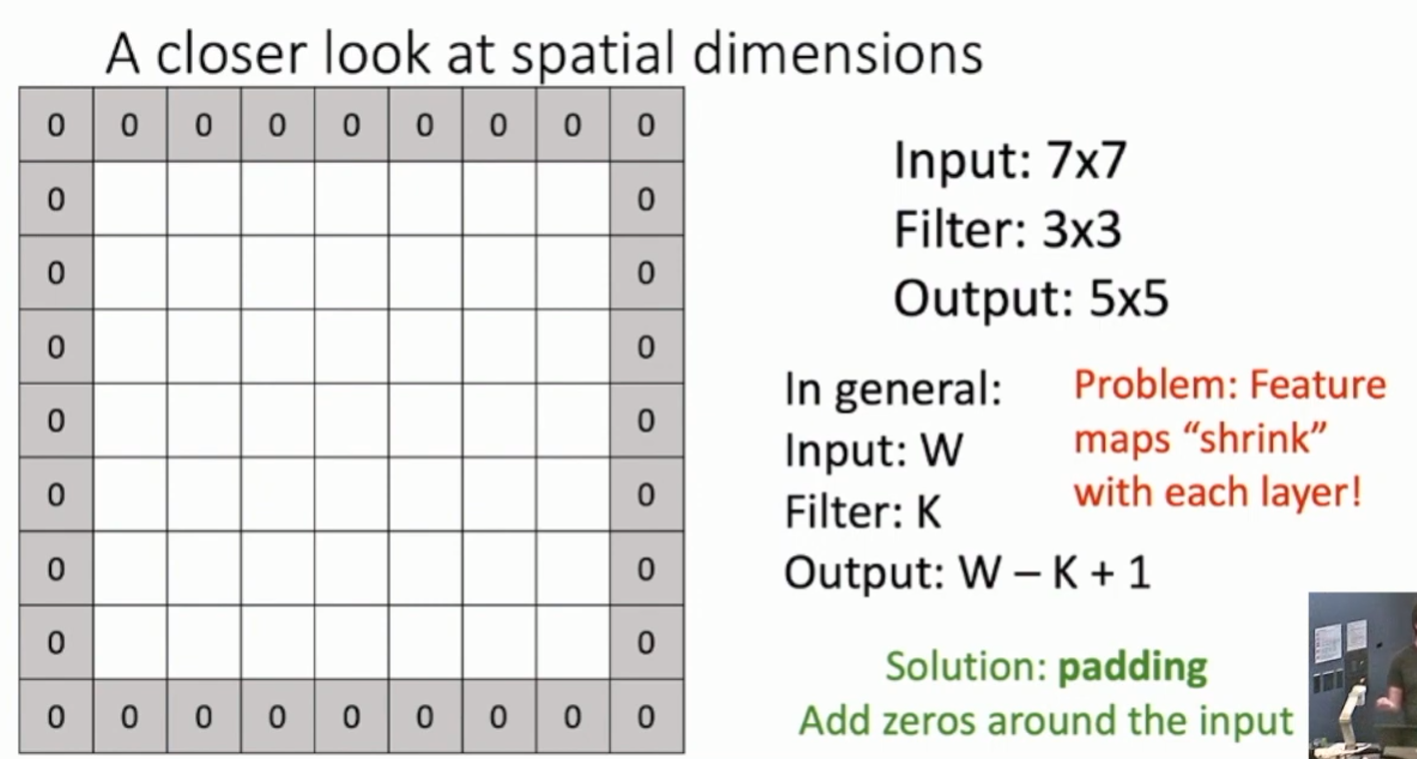 A closer look at spatial dimensions
0 0 0 0 0 0 0 0 0
0 0
0 0
0 0
0 0
0 0
0 0
0 0
0 0 0 0 0 0 0 0 0
Input: 7x7
Filter: 3x3
Output: 5x5
In general:
Input: W
Filter: K
Output: W – K + 1
Problem: Feature
maps “shrink”
with each layer!
Solution: padding
Add zeros around the input